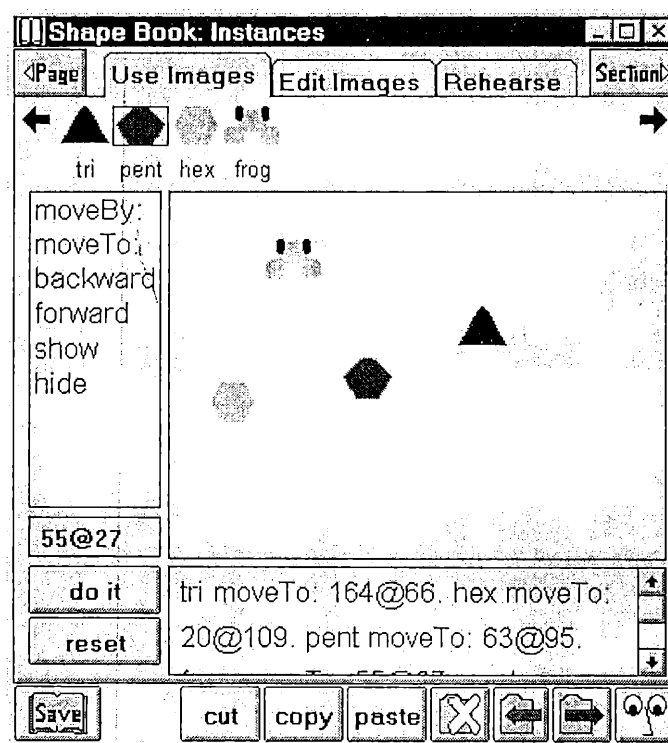 Shape Book: Instances
Page Use Images Edit Images Rehearse Section
tri pent hex frog
moveBy:
moveTo:
backward
forward
show
hide
55@27
do it
reset
tri moveTo: 164@66. hex moveTo:
20@109. pent moveTo: 63@95.
Save cut copy paste